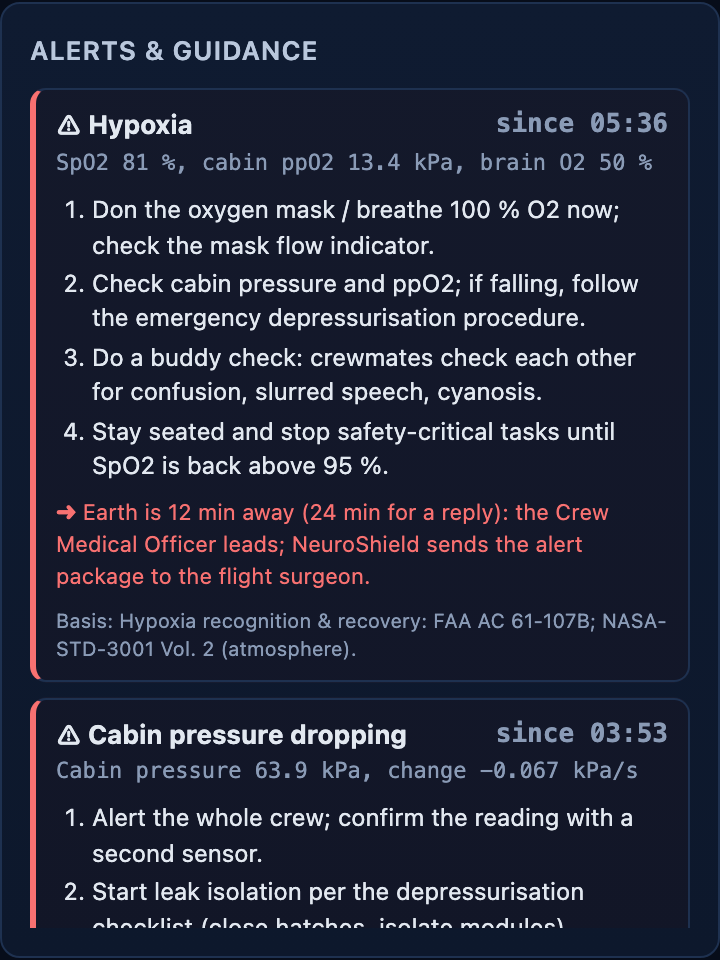 ALERTS & GUIDANCE
⚠ Hypoxia since 05:36
SpO2 81 %, cabin ppO2 13.4 kPa, brain O2 50 %
1. Don the oxygen mask / breathe 100 % O2 now;
check the mask flow indicator.
2. Check cabin pressure and ppO2; if falling, follow
the emergency depressurisation procedure.
3. Do a buddy check: crewmates check each other
for confusion, slurred speech, cyanosis.
4. Stay seated and stop safety-critical tasks until
SpO2 is back above 95 %.
➜ Earth is 12 min away (24 min for a reply): the Crew
Medical Officer leads; NeuroShield sends the alert
package to the flight surgeon.
Basis: Hypoxia recognition & recovery: FAA AC 61-107B; NASA-
STD-3001 Vol. 2 (atmosphere).
⚠ Cabin pressure dropping since 03:53
Cabin pressure 63.9 kPa, change −0.067 kPa/s
1. Alert the whole crew; confirm the reading with a
second sensor.
2. Start leak isolation per the depressurisation
checklist (close hatches, isolate modules)